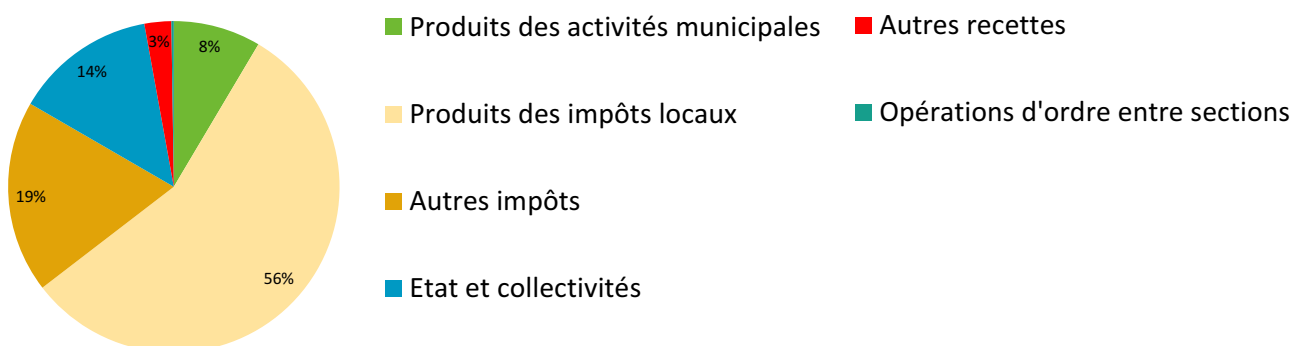 3%
8%
14%
19%
56%
Produits des activités municipales
Autres recettes
Produits des impôts locaux
Opérations d'ordre entre sections
Autres impôts
Etat et collectivités